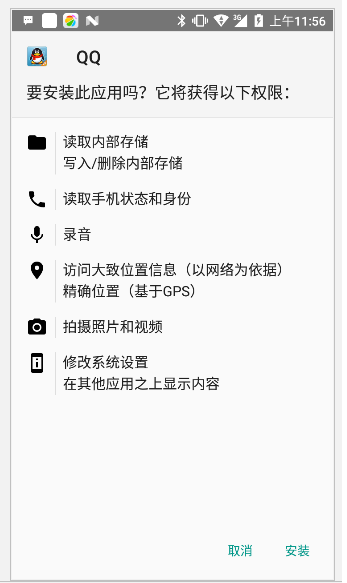 3G 上午11:56
QQ
要安装此应用吗？它将获得以下权限：
读取内部存储
写入/删除内部存储
读取手机状态和身份
录音
访问大致位置信息（以网络为依据）
精确位置（基于GPS）
拍摄照片和视频
修改系统设置
在其他应用之上显示内容
取消 安装